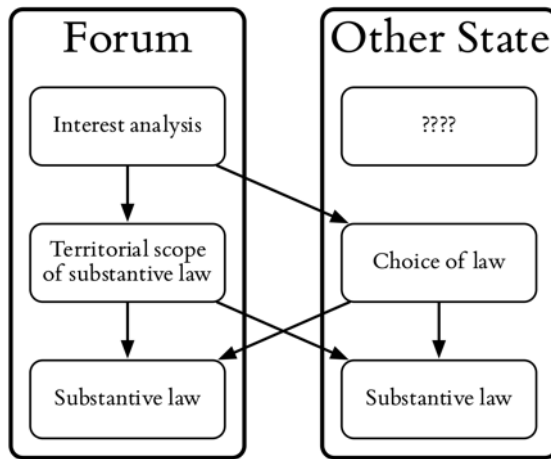 Forum
Other State
Interest analysis
????
Territorial scope
of substantive law
Choice of law
Substantive law
Substantive law